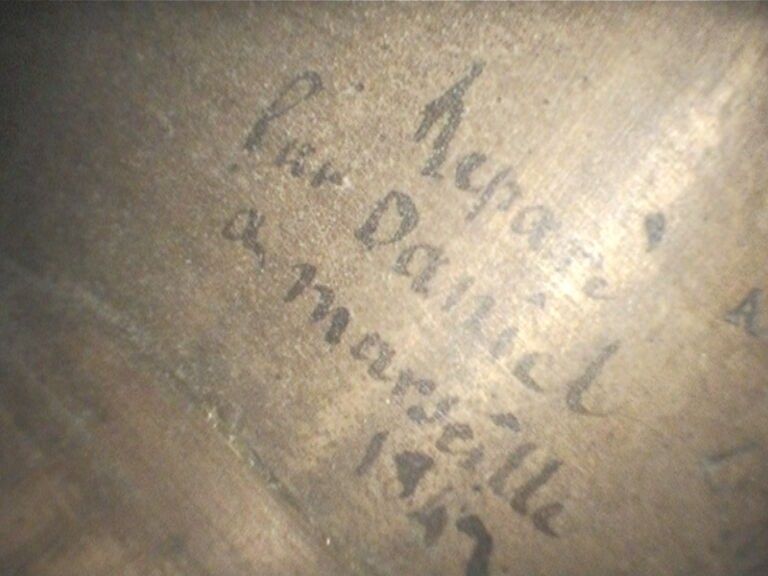 Reparé
Par Daniel
a marseille